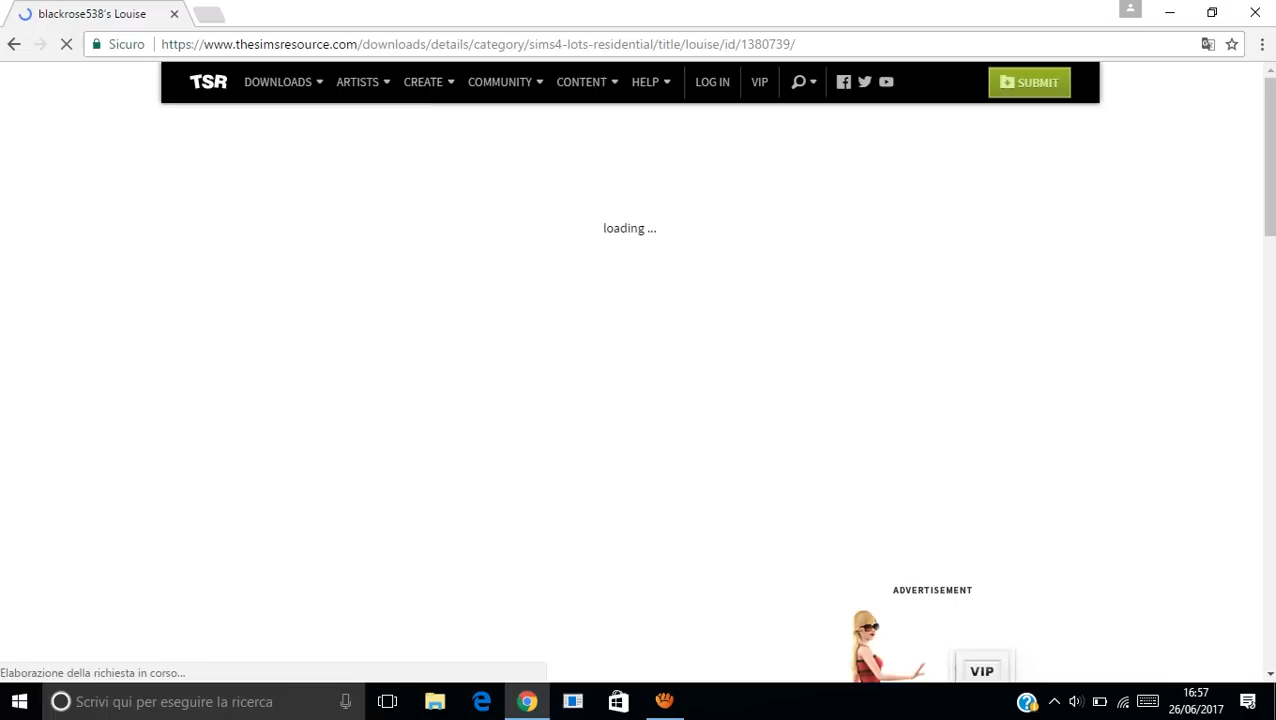 blackrose538's Louise
Sicuro
https://www.thesimsresource.com/downloads/details/category/sims4-lots-residential/title/louise/id/1380739/
TSR DOWNLOADS ARTISTS CREATE COMMUNITY CONTENT HELP LOG IN VIP SUBMIT
loading ...
ADVERTISEMENT
VIP
Elaborazione della richiesta in corso...
Scrivi qui per eseguire la ricerca
16:57
26/06/2017